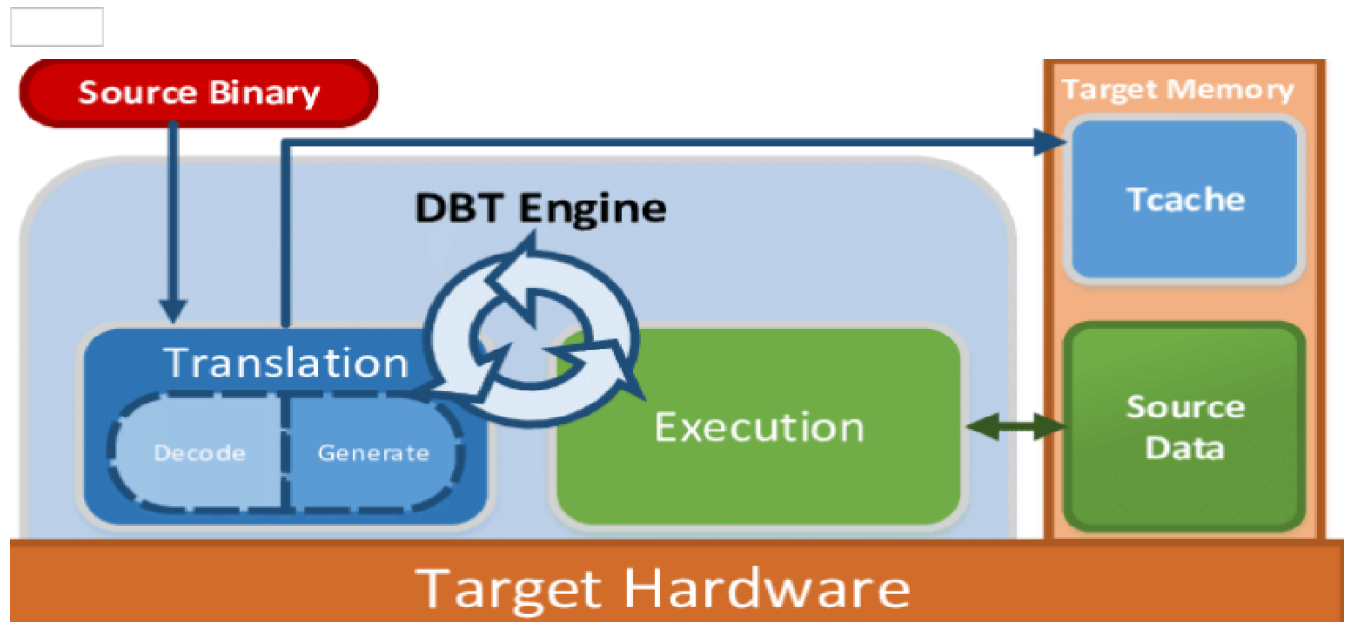 Source Binary
Target Memory
Tcache
DBT Engine
Translation
Decode
Generate
Execution
Source
Data
Target Hardware